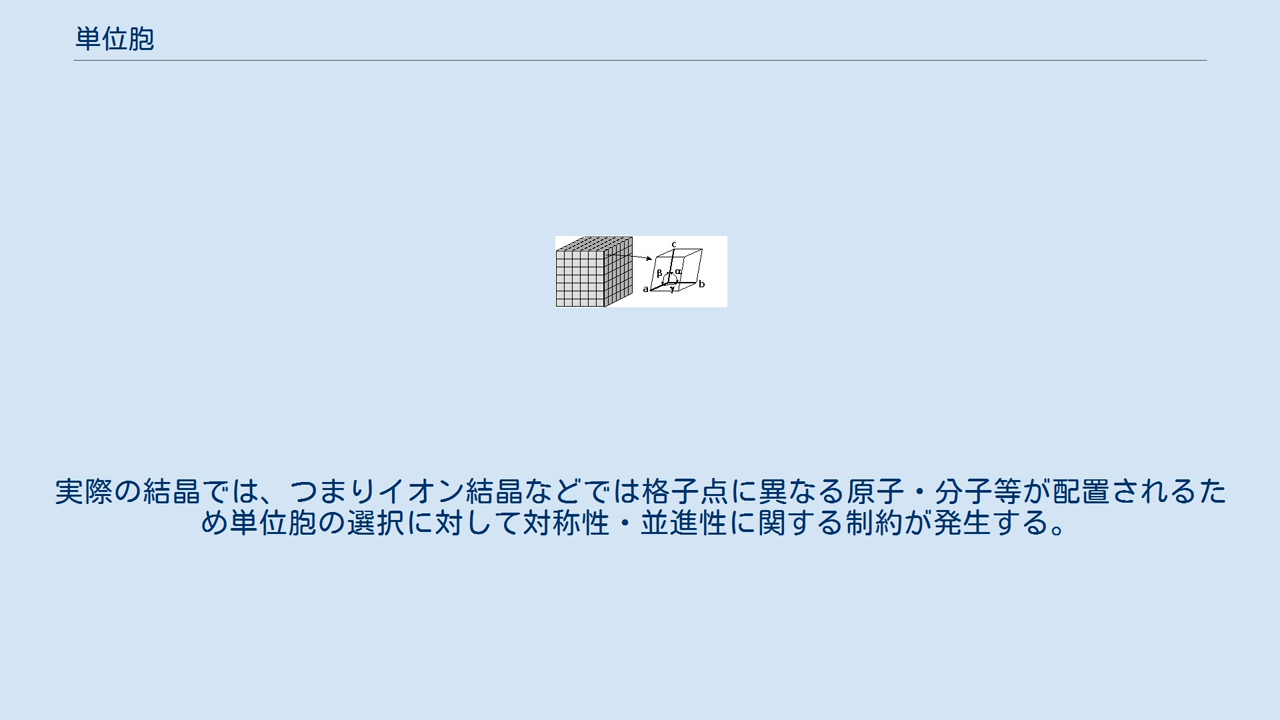 単位胞
c
β α
a b
γ
実際の結晶では、つまりイオン結晶などでは格子点に異なる原子・分子等が配置されるた
め単位胞の選択に対して対称性・並進性に関する制約が発生する。